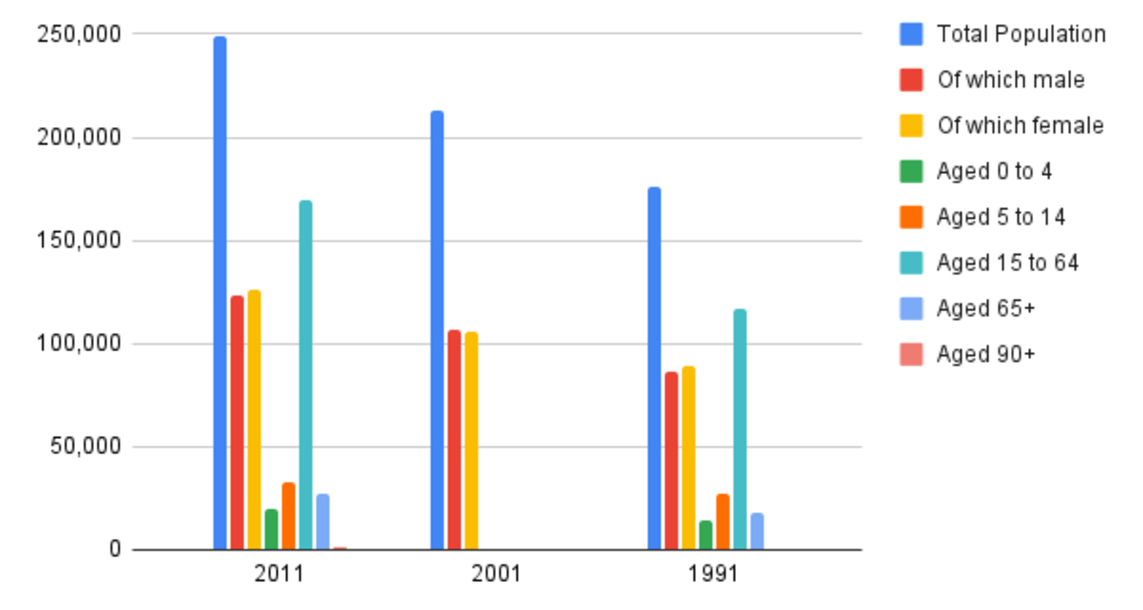 250,000
200,000
150,000
100,000
50,000
0
2011
2001
1991
Total Population
Of which male
Of which female
Aged 0 to 4
Aged 5 to 14
Aged 15 to 64
Aged 65+
Aged 90+